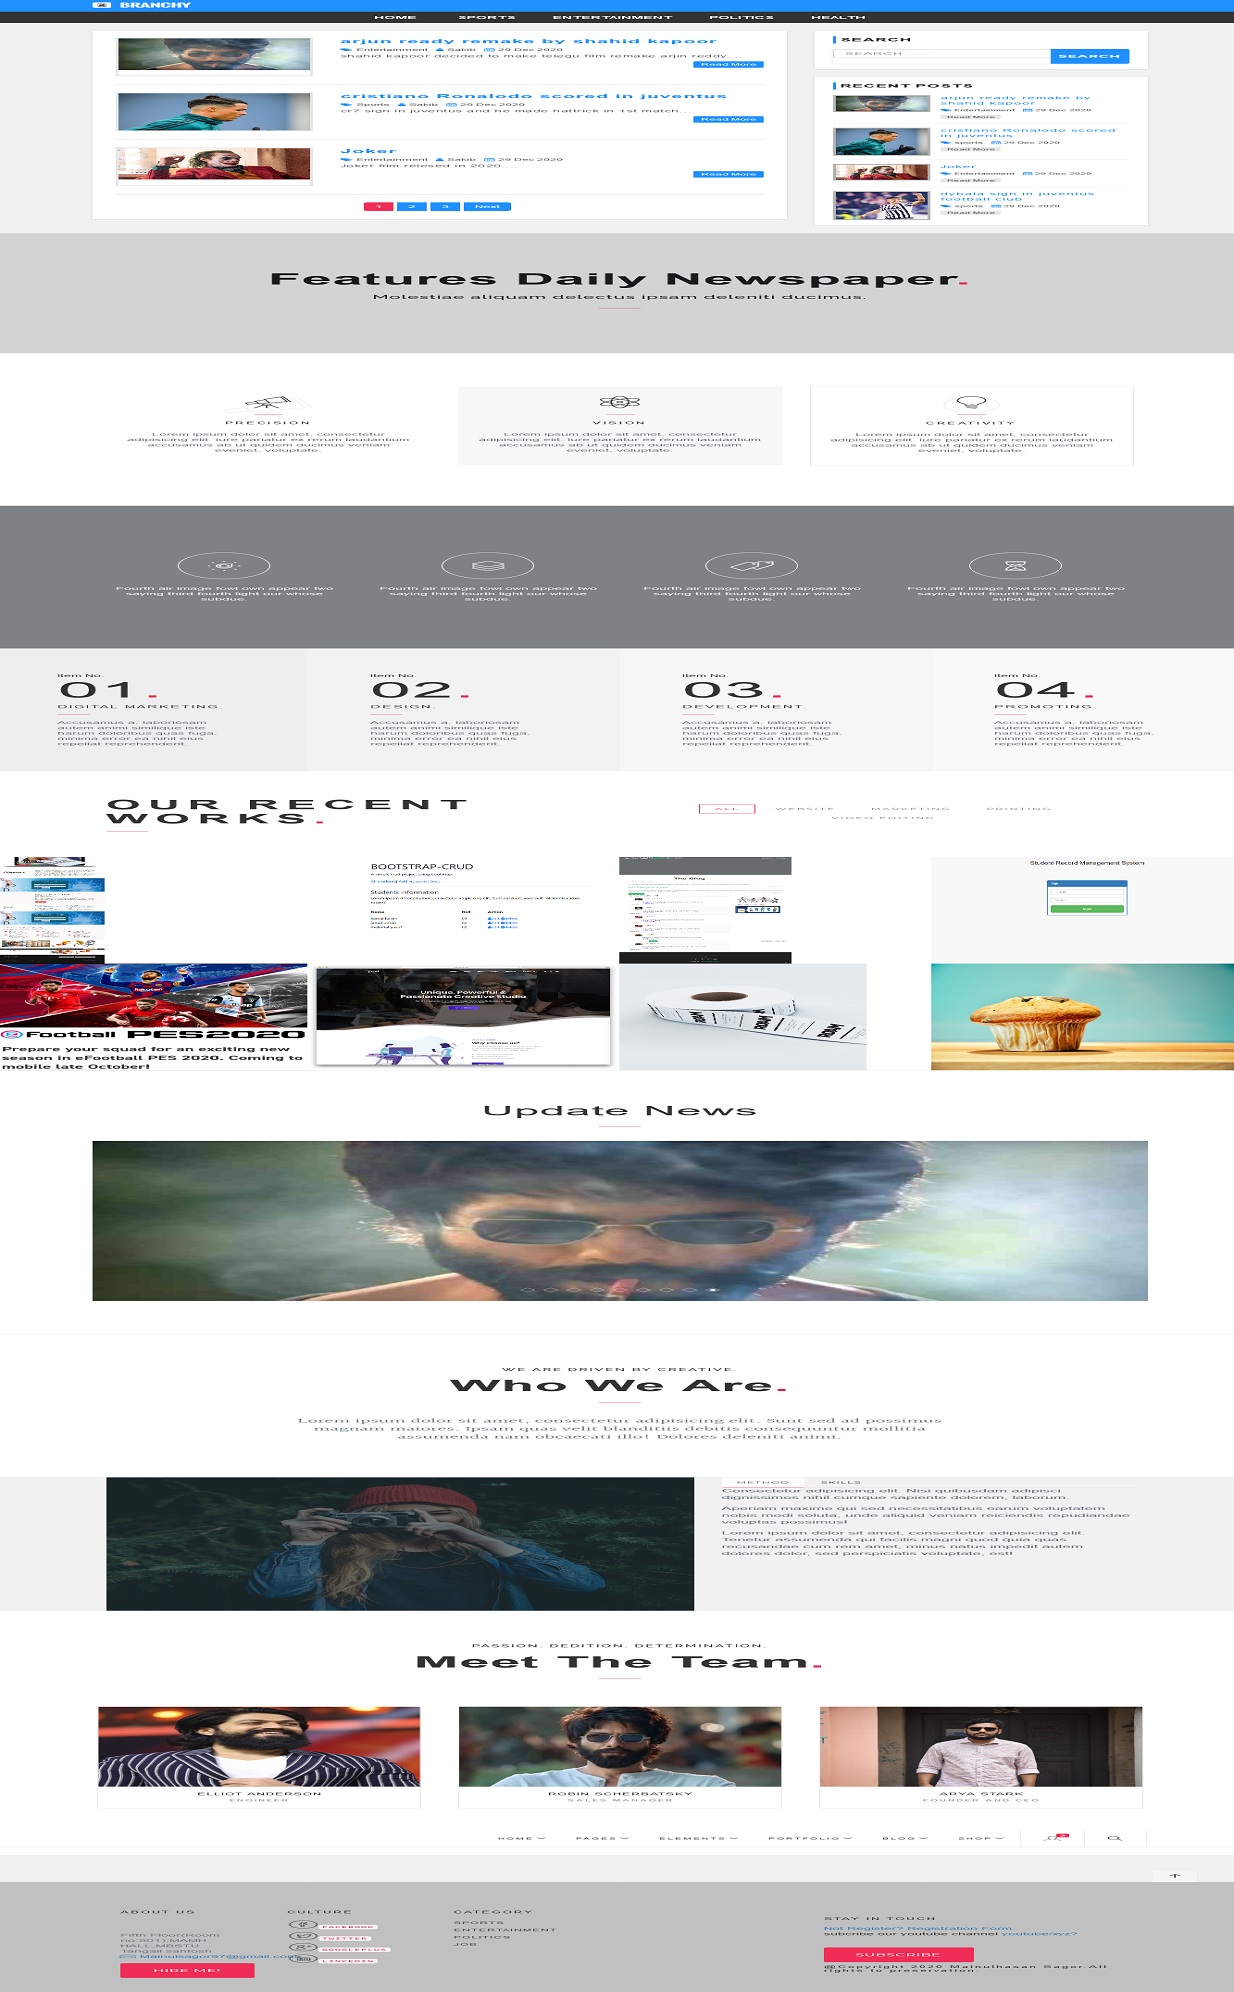 BRANCHY
HOME SPORTS ENTERTAINMENT POLITICS HEALTH
arjun ready remake by shahid kapoor
Entertainment Sakib 29 Dec 2020
shahid kapoor decided to make telegu film remake arjin reddy....
Read More
cristiano Ronalodo scored in juventus
Sports Sakib 29 Dec 2020
cr7 sign in juventus and he made hattrick in 1st match....
Read More
Joker
Entertainment Sakib 29 Dec 2020
Joker film relesed in 2020....
Read More
1 2 3 Next
SEARCH
SEARCH ..... SEARCH
RECENT POSTS
arjun ready remake by
shahid kapoor
Entertainment 29 Dec 2020
Read More
cristiano Ronalodo scored
in juventus
sports 29 Dec 2020
Read More
Joker
Entertainment 29 Dec 2020
Read More
dybala sign in juventus
football club
sports 29 Dec 2020
Read More
Features Daily Newspaper.
Molestiae aliquam delectus ipsam deleniti ducimus.
PRECISION
Lorem ipsum dolor sit amet, consectetur
adipisicing elit. Iure pariatur ex rerum laudantium
accusamus ab ut quidem ducimus veniam
eveniet, voluptate.
VISION
Lorem ipsum dolor sit amet, consectetur
adipisicing elit. Iure pariatur ex rerum laudantium
accusamus ab ut quidem ducimus veniam
eveniet, voluptate.
CREATIVITY
Lorem ipsum dolor sit amet, consectetur
adipisicing elit. Iure pariatur ex rerum laudantium
accusamus ab ut quidem ducimus veniam
eveniet, voluptate.
Fourth air image fowl own appear two
saying third fourth light our whose
subdue.
Fourth air image fowl own appear two
saying third fourth light our whose
subdue.
Fourth air image fowl own appear two
saying third fourth light our whose
subdue.
Fourth air image fowl own appear two
saying third fourth light our whose
subdue.
Item No.
01.
DIGITAL MARKETING.
Accusamus a, laboriosam
autem animi similique iste
harum doloribus quas fuga,
minima error ea nihil eius
repellat reprehenderit.
Item No.
02.
DESIGN.
Accusamus a, laboriosam
autem animi similique iste
harum doloribus quas fuga,
minima error ea nihil eius
repellat reprehenderit.
Item No.
03.
DEVELOPMENT.
Accusamus a, laboriosam
autem animi similique iste
harum doloribus quas fuga,
minima error ea nihil eius
repellat reprehenderit.
Item No.
04.
PROMOTING.
Accusamus a, laboriosam
autem animi similique iste
harum doloribus quas fuga,
minima error ea nihil eius
repellat reprehenderit.
OUR RECENT
WORKS.
ALL WEBSITE MARKETING PRINTING
VIDEO EDITING
BOOTSTRAP-CRUD
Students information
Name Roll Action
The Blog
Student Record Management System
eFootball PES2020
Prepare your squad for an exciting new
season in eFootball PES 2020. Coming to
mobile late October!
Unique, Powerful &
Passionate Creative Studio
Why choose us?
Update News
WE ARE DRIVEN BY CREATIVE.
Who We Are.
Lorem ipsum dolor sit amet, consectetur adipisicing elit. Sunt sed ad possimus
magnam maiores. Ipsam quas velit blanditiis debitis consequuntur mollitia
assumenda nam obcaecati illo! Dolores deleniti animi.
METHOD SKILLS
Consectetur adipisicing elit. Nisi quibusdam adipisci
dignissimos nihil cumque sapiente dolorem, laborum.
Aperiam maxime qui sed necessitatibus earum voluptatem
nobis modi soluta, unde aliquid veniam reiciendis repudiandae
voluptas possimus!
Lorem ipsum dolor sit amet, consectetur adipisicing elit.
Tenetur assumenda qui facilis magni quod quia quas
recusandae cum rem amet, minus natus impedit autem
dolores dolor, sed perspiciatis voluptate, est!
PASSION. DEDITION. DETERMINATION.
Meet The Team.
ELLIOT ANDERSON
ENGINEER
ROBIN SCHERBATSKY
SALES MANAGER
ARYA STARK
FOUNDER AND CEO
HOME PAGES ELEMENTS PORTFOLIO BLOG SHOP
ABOUT US
Fifth Floor(Room
no:501),MAMH
HALL,MBSTU
Tangail santosh
Mainulsagor97@gmail.com
HIDE ME!
CULTURE
FACEBOOK
TWITTER
GOOGLEPLUS
LINKEDIN
CATEGORY
SPORTS
ENTERTAINMENT
POLITICS
JOB
STAY IN TOUCH
Not Register? Registration Form
subcribe our youtube channel youtube/xyz?
SUBSCRIBE
@Copyright 2020 Mainulhasan Sagor.All
rights to preservation.